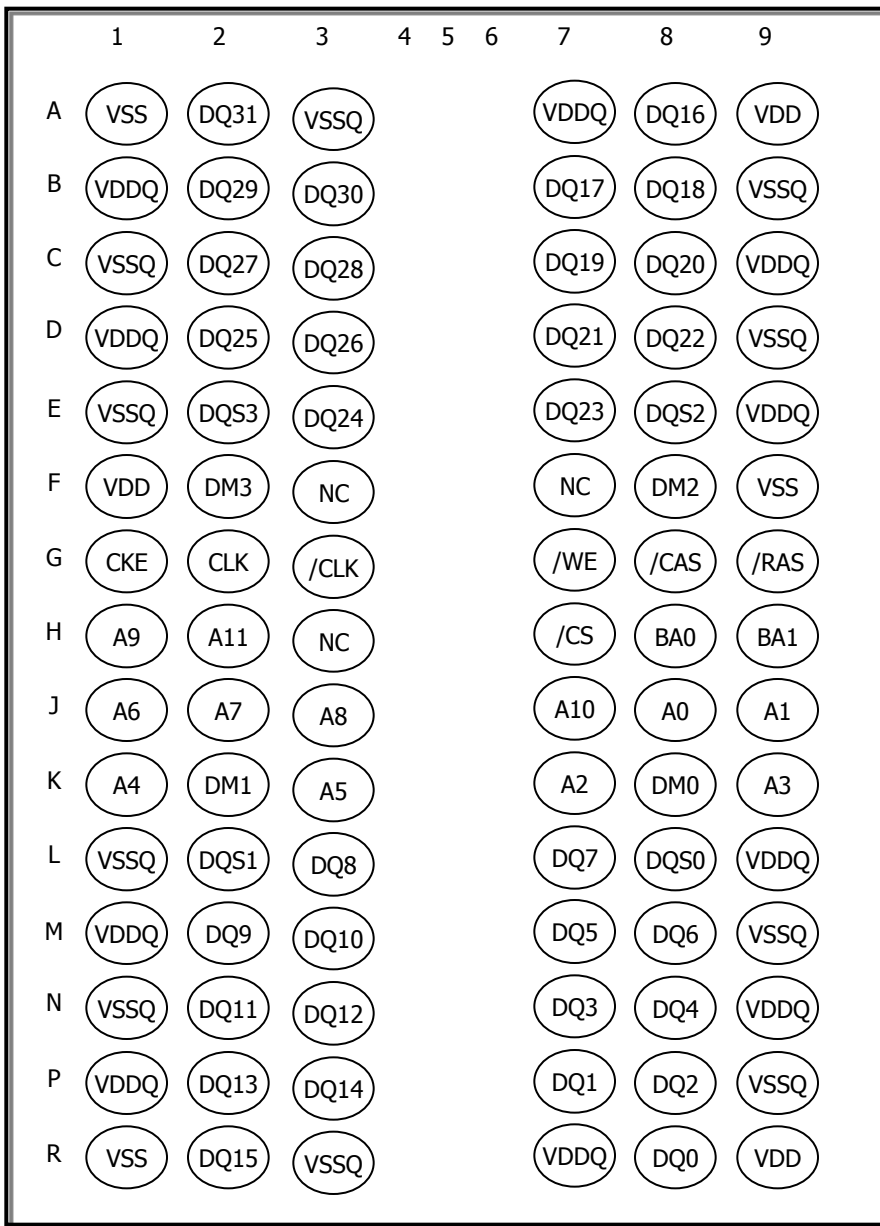 1 2 3 4 5 6 7 8 9
A VSS DQ31 VSSQ VDDQ DQ16 VDD
B VDDQ DQ29 DQ30 DQ17 DQ18 VSSQ
C VSSQ DQ27 DQ28 DQ19 DQ20 VDDQ
D VDDQ DQ25 DQ26 DQ21 DQ22 VSSQ
E VSSQ DQS3 DQ24 DQ23 DQS2 VDDQ
F VDD DM3 NC NC DM2 VSS
G CKE CLK /CLK /WE /CAS /RAS
H A9 A11 NC /CS BA0 BA1
J A6 A7 A8 A10 A0 A1
K A4 DM1 A5 A2 DM0 A3
L VSSQ DQS1 DQ8 DQ7 DQS0 VDDQ
M VDDQ DQ9 DQ10 DQ5 DQ6 VSSQ
N VSSQ DQ11 DQ12 DQ3 DQ4 VDDQ
P VDDQ DQ13 DQ14 DQ1 DQ2 VSSQ
R VSS DQ15 VSSQ VDDQ DQ0 VDD